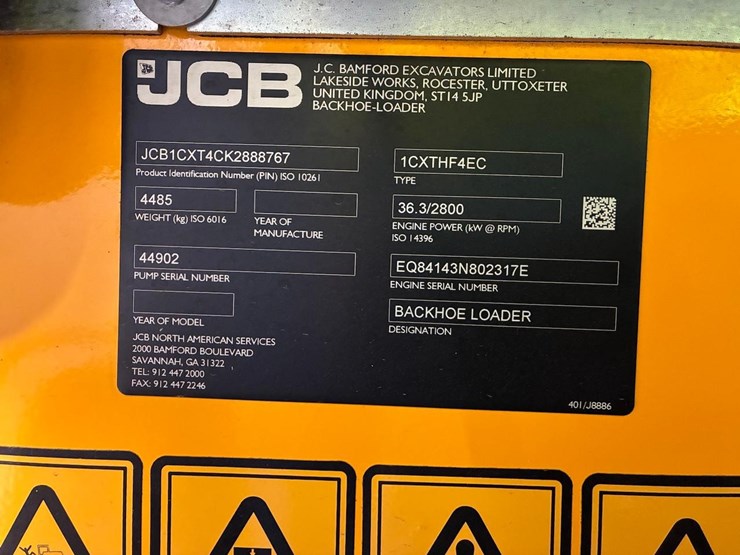 JCB
J.C. BAMFORD EXCAVATORS LIMITED
LAKESIDE WORKS, ROCESTER, UTTOXETER
UNITED KINGDOM, ST14 5JP
BACKHOE-LOADER
JCB1CXT4CK2888767
Product Identification Number (PIN) ISO 10261
1CXTHF4EC
TYPE
4485
WEIGHT (kg) ISO 6016
YEAR OF
MANUFACTURE
36.3/2800
ENGINE POWER (kW @ RPM)
ISO 14396
44902
PUMP SERIAL NUMBER
EQ84143N802317E
ENGINE SERIAL NUMBER
YEAR OF MODEL
BACKHOE LOADER
DESIGNATION
JCB NORTH AMERICAN SERVICES
2000 BAMFORD BOULEVARD
SAVANNAH, GA 31322
TEL: 912 447 2000
FAX: 912 447 2246
401/J8886